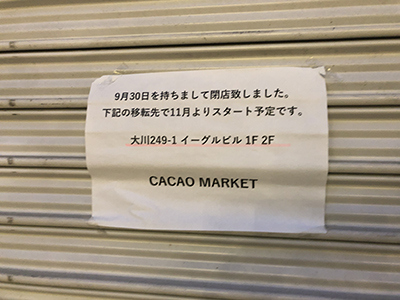 9月30日を持ちまして閉店致しました。
下記の移転先で11月よりスタート予定です。
大川249-1 イーグルビル 1F 2F
CACAO MARKET